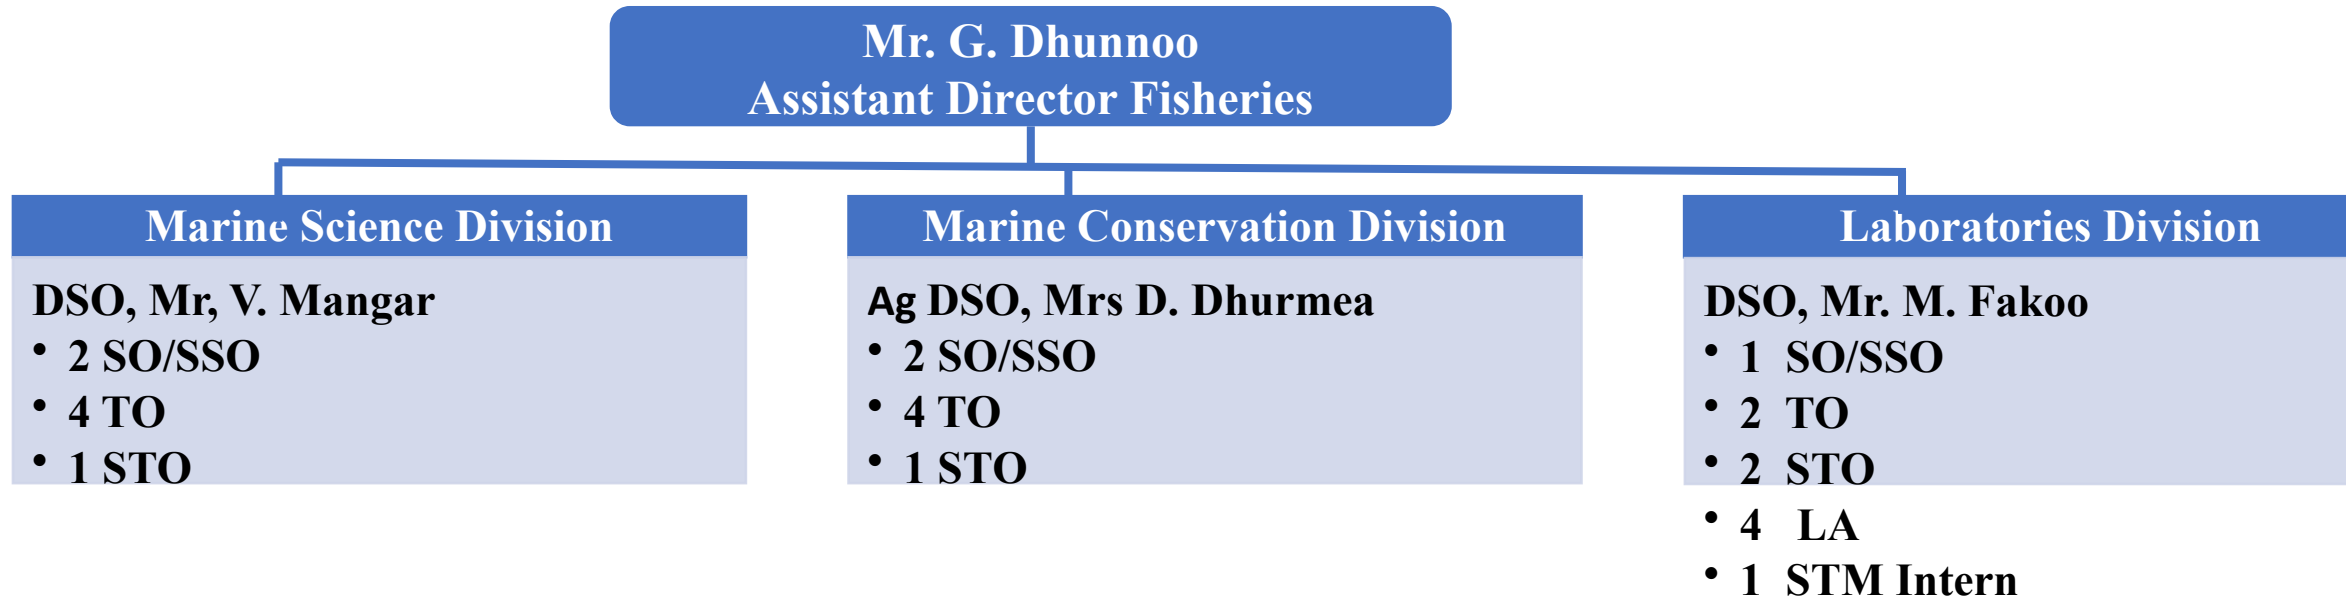 Mr. G. Dhunnoo
Assistant Director Fisheries
Marine Science Division
DSO, Mr, V. Mangar
• 2 SO/SSO
• 4 TO
• 1 STO
Marine Conservation Division
Ag DSO, Mrs D. Dhurmea
• 2 SO/SSO
• 4 TO
• 1 STO
Laboratories Division
DSO, Mr. M. Fakoo
• 1 SO/SSO
• 2 TO
• 2 STO
• 4 LA
• 1 STM Intern